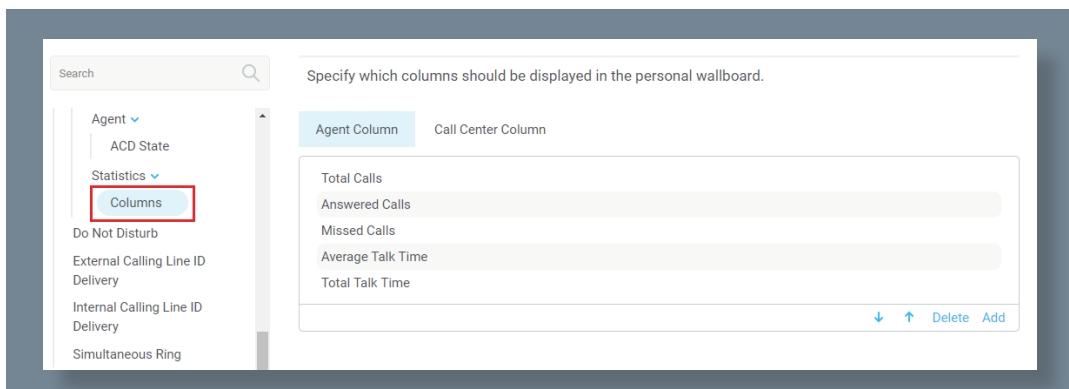 Search
Agent
ACD State
Statistics
Columns
Do Not Disturb
External Calling Line ID
Delivery
Internal Calling Line ID
Delivery
Simultaneous Ring
Specify which columns should be displayed in the personal wallboard.
Agent Column Call Center Column
Total Calls
Answered Calls
Missed Calls
Average Talk Time
Total Talk Time
Delete Add